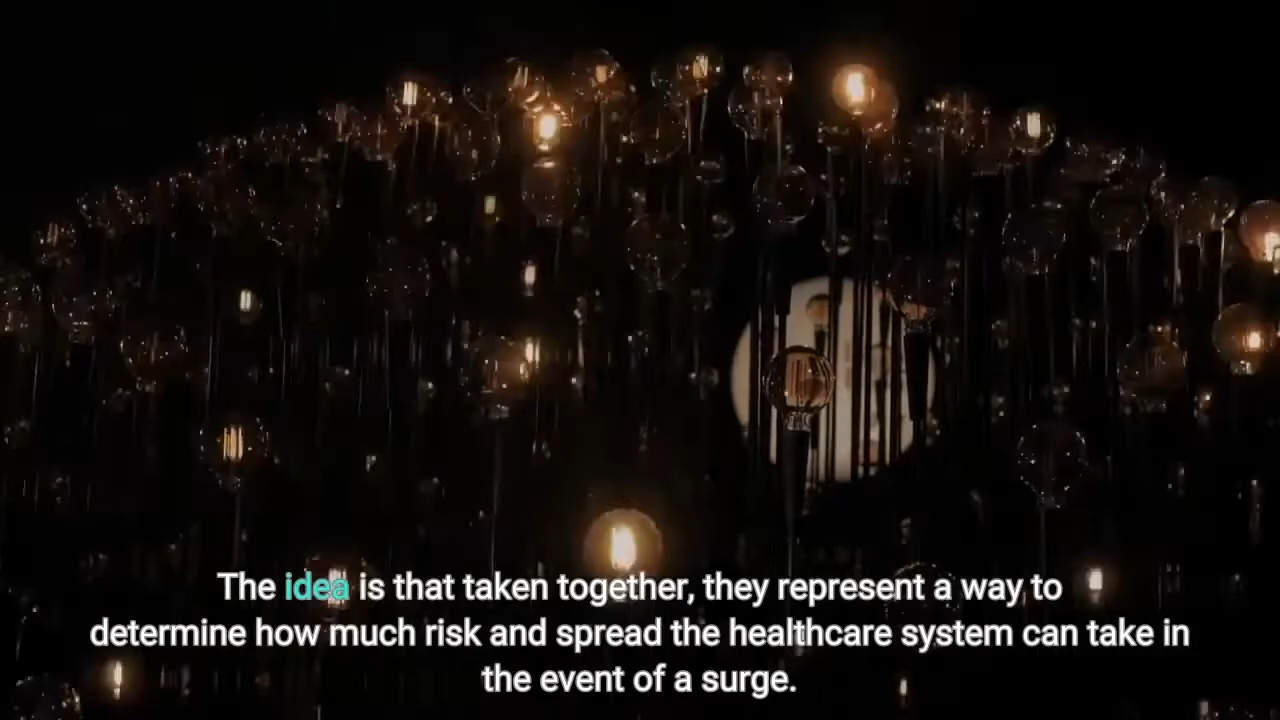 The idea is that taken together, they represent a way to
determine how much risk and spread the healthcare system can take in
the event of a surge.